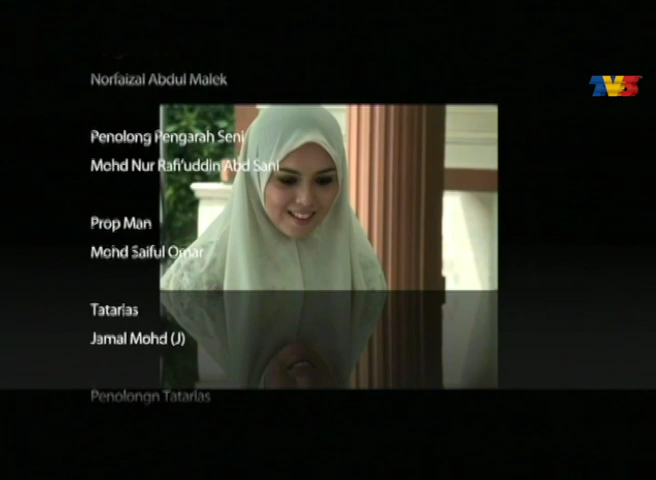 Norfaizal Abdul Malek
TV3
Penolong Pengarah Seni
Mohd Nur Rafi'uddin Abd Sani
Prop Man
Mohd Saiful Omar
Tatarias
Jamal Mohd (J)
Penolongn Tatarias